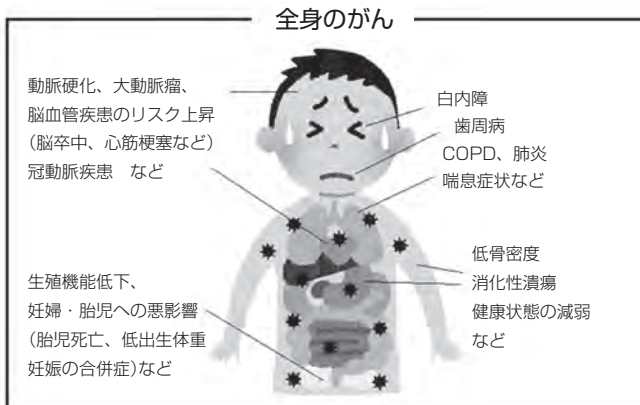 全身のがん
動脈硬化、大動脈瘤、
脳血管疾患のリスク上昇
(脳卒中、心筋梗塞など)
冠動脈疾患　など
白内障
歯周病
COPD、肺炎
喘息症状など
低骨密度
消化性潰瘍
健康状態の減弱
など
生殖機能低下、
妊婦・胎児への悪影響
(胎児死亡、低出生体重
妊娠の合併症)など